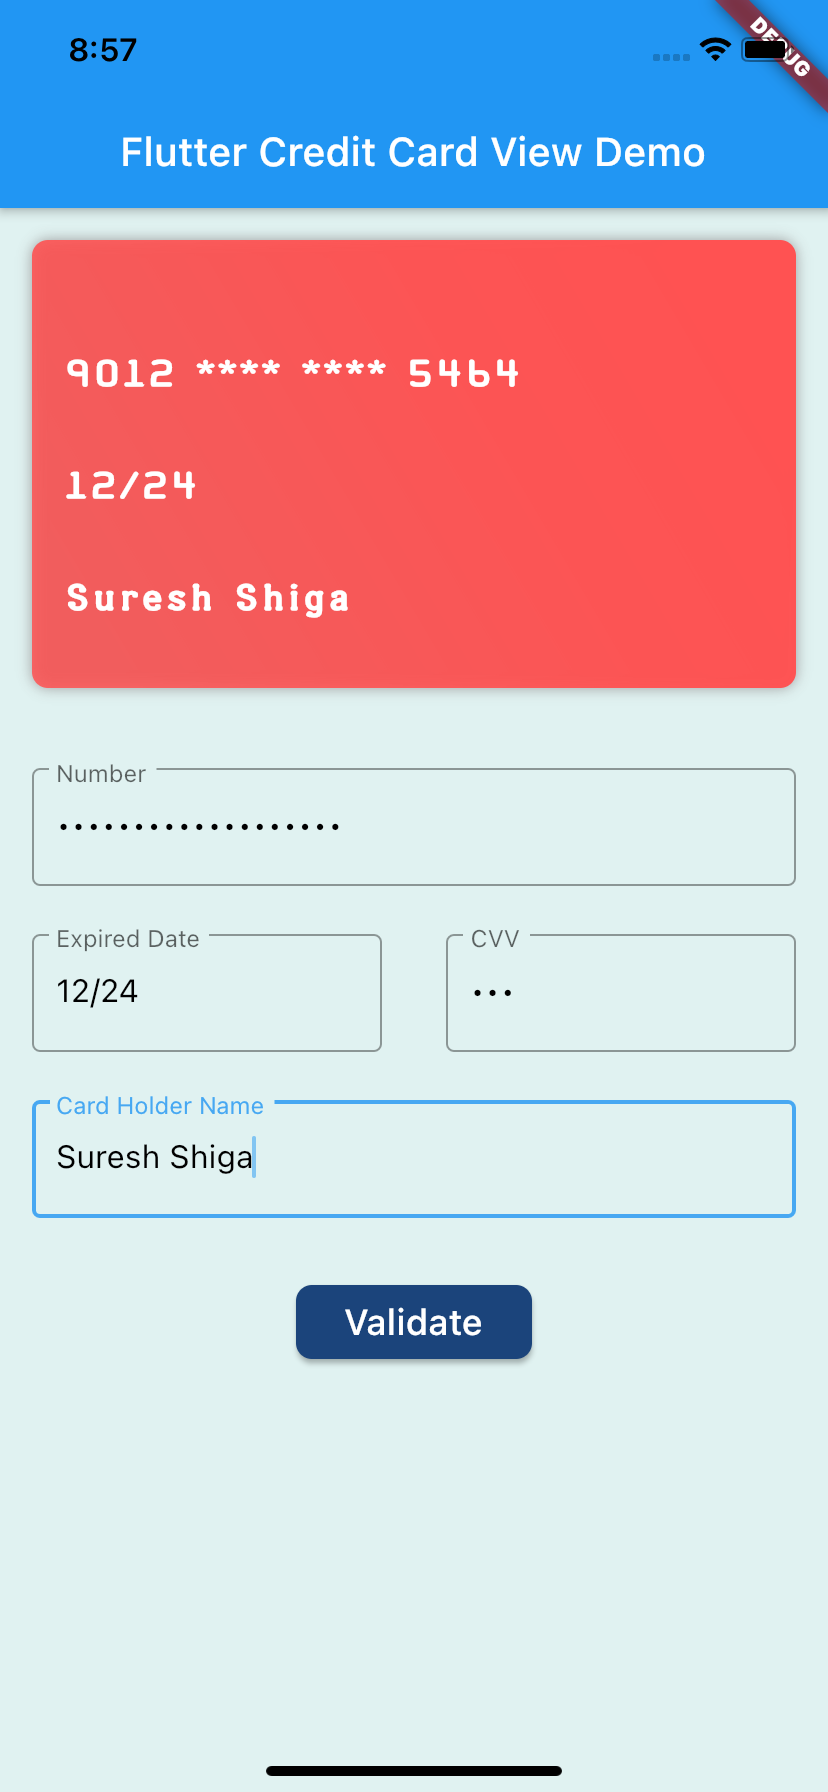 8:57
DEBUG
Flutter Credit Card View Demo
9012 **** **** 5464
12/24
Suresh Shiga
Number
•••••••••••••••••••
Expired Date
CVV
12/24
•••
Card Holder Name
Suresh Shiga
Validate